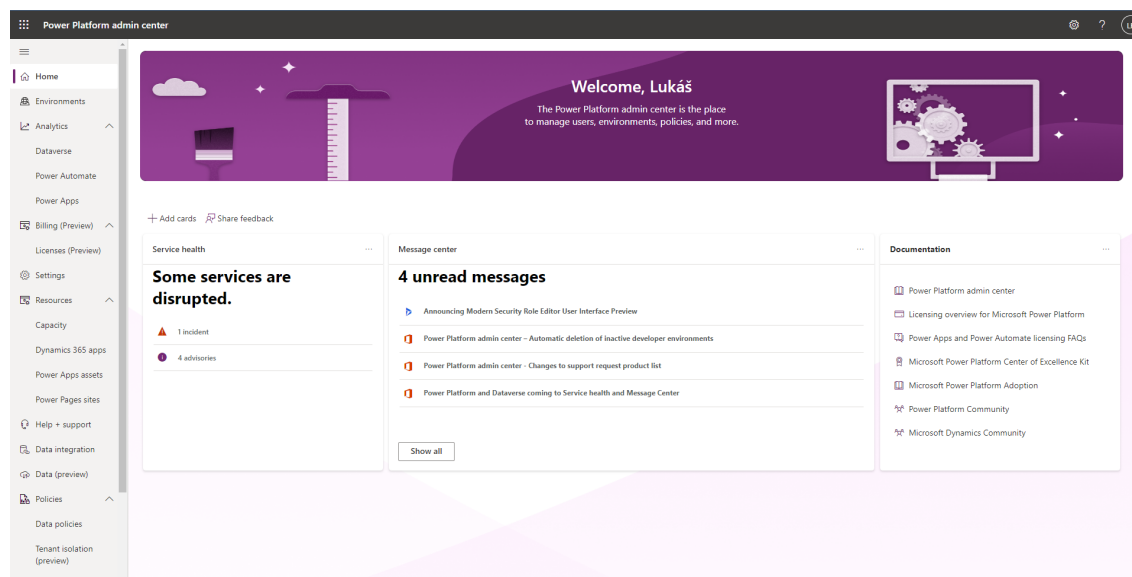 Power Platform admin center
Home
Environments
Analytics
Dataverse
Power Automate
Power Apps
Billing (Preview)
Licenses (Preview)
Settings
Resources
Capacity
Dynamics 365 apps
Power Apps assets
Power Pages sites
Help + support
Data integration
Data (preview)
Policies
Data policies
Tenant isolation
(preview)
Welcome, Lukáš
The Power Platform admin center is the place
to manage users, environments, policies, and more.
Add cards
Share feedback
Service health
Some services are
disrupted.
1 incident
4 advisories
Message center
4 unread messages
Announcing Modern Security Role Editor User Interface Preview
Power Platform admin center – Automatic deletion of inactive developer environments
Power Platform admin center - Changes to support request product list
Power Platform and Dataverse coming to Service health and Message Center
Show all
Documentation
Power Platform admin center
Licensing overview for Microsoft Power Platform
Power Apps and Power Automate licensing FAQs
Microsoft Power Platform Center of Excellence Kit
Microsoft Power Platform Adoption
Power Platform Community
Microsoft Dynamics Community